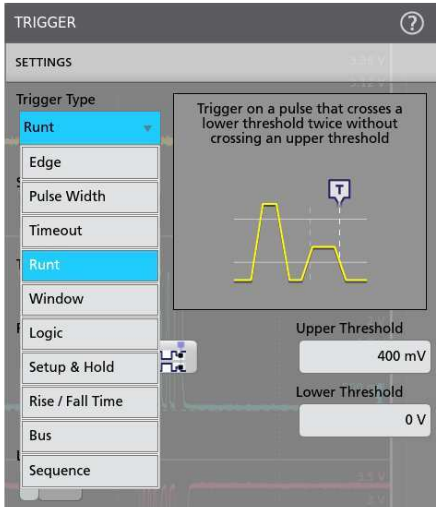 TRIGGER
?
SETTINGS
Trigger Type
Runt
Edge
Pulse Width
Timeout
Runt
Window
Logic
Setup & Hold
Rise / Fall Time
Bus
Sequence
Trigger on a pulse that crosses a
lower threshold twice without
crossing an upper threshold
T
Upper Threshold
400 mV
Lower Threshold
0 V